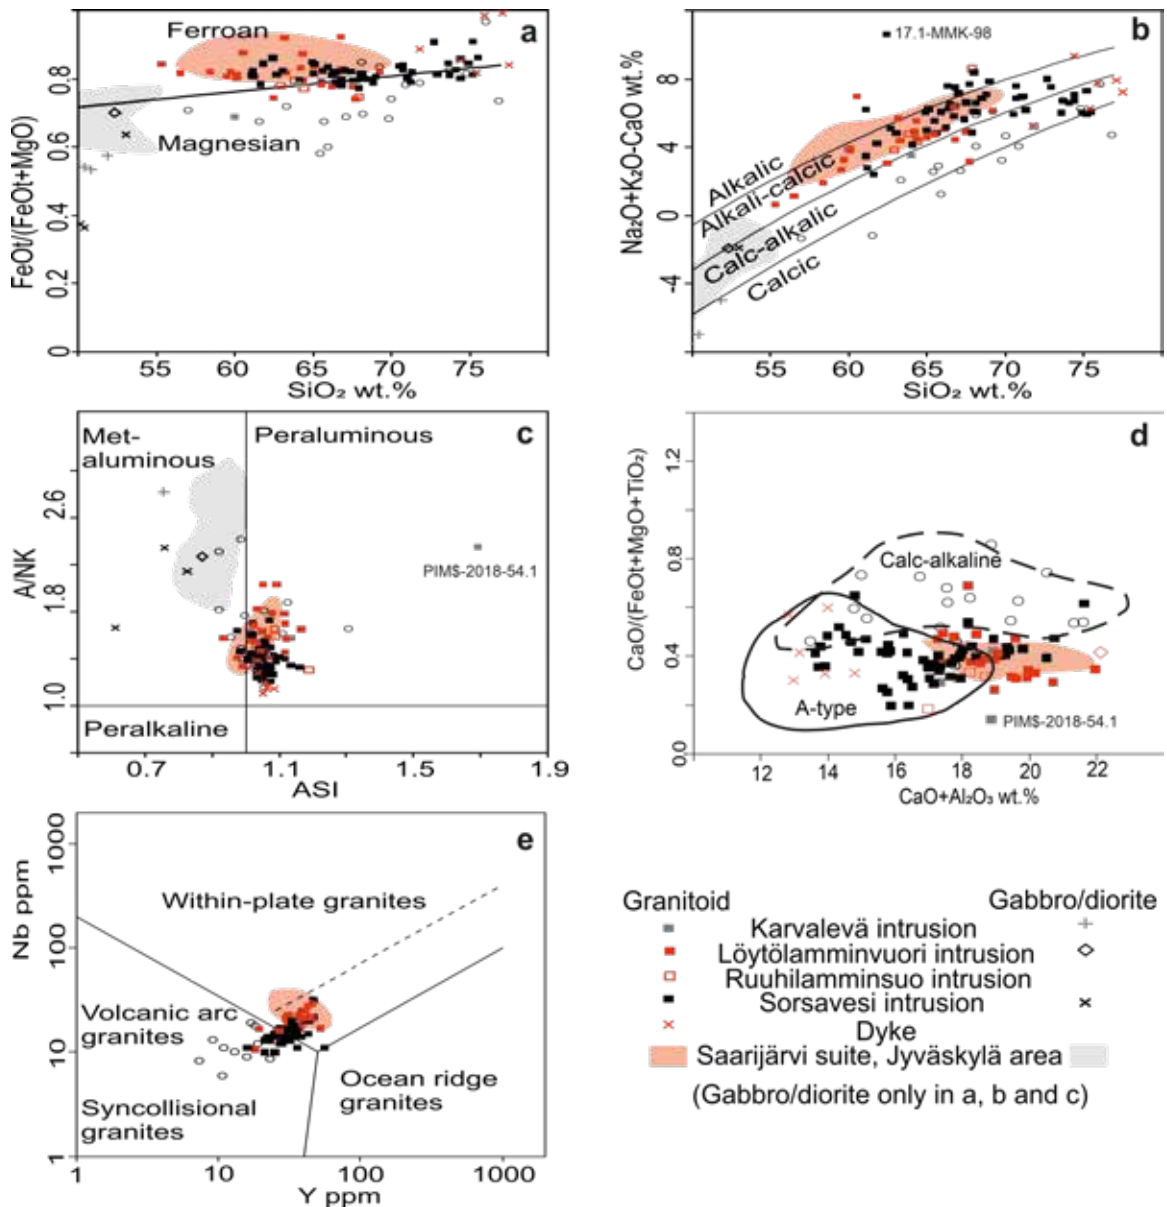 a
Ferroan
Magnesian
FeOt/(FeOt+MgO)
0.8
0.6
0.4
0.2
0
55 60 65 70 75
SiO₂ wt.%
b
17.1-MMK-98
Alkalic
Alkali-calcic
Calc-alkalic
Calcic
Na₂O+K₂O-CaO wt.%
8
4
0
-4
55 60 65 70 75
SiO₂ wt.%
c
Met-
aluminous
Peraluminous
PIM$-2018-54.1
Peralkaline
A/NK
2.6
1.8
1.0
0.7 1.1 1.5 1.9
ASI
d
Calc-alkaline
A-type
PIM$-2018-54.1
CaO/(FeOt+MgO+TiO₂)
1.2
0.8
0.4
0.0
12 14 16 18 20 22
CaO+Al₂O₃ wt.%
e
Within-plate granites
Volcanic arc
granites
Syncollisional
granites
Ocean ridge
granites
Nb ppm
1000
100
10
1
1 10 100 1000
Y ppm
Granitoid Gabbro/diorite
Karvalevä intrusion
Löytölamminvuori intrusion
Ruuhilamminsuo intrusion
Sorsavesi intrusion
Dyke
Saarijärvi suite, Jyväskylä area
(Gabbro/diorite only in a, b and c)